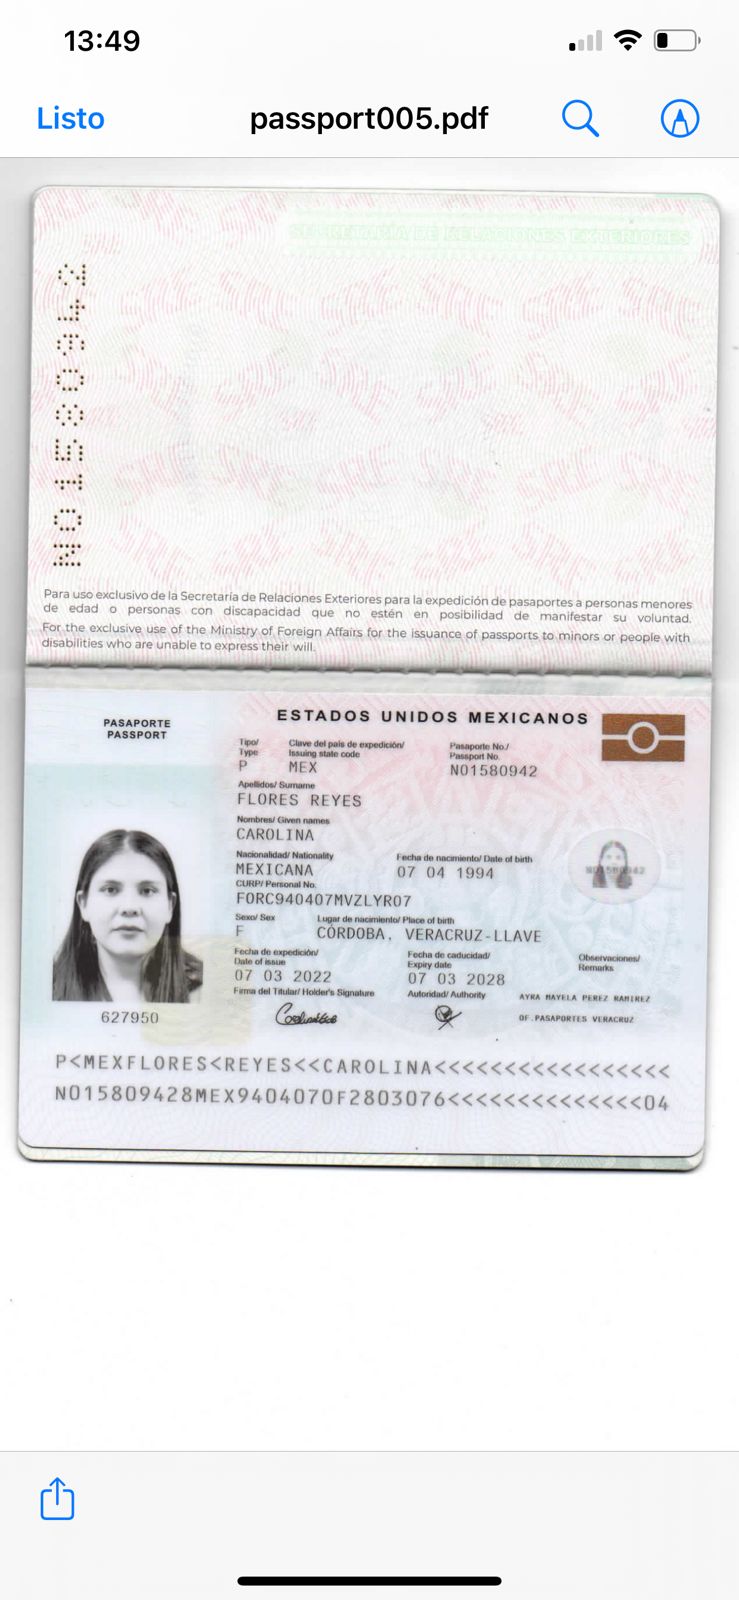 13:49
Listo
passport005.pdf
SECRETARÍA DE RELACIONES EXTERIORES
N01580942
Para uso exclusivo de la Secretaría de Relaciones Exteriores para la expedición de pasaportes a personas menores
de edad o personas con discapacidad que no estén en posibilidad de manifestar su voluntad.
For the exclusive use of the Ministry of Foreign Affairs for the issuance of passports to minors or people with
disabilities who are unable to express their will.
PASAPORTE
PASSPORT
ESTADOS UNIDOS MEXICANOS
Tipo/ Clave del país de expedición/ Pasaporte No./
Type Issuing state code Passport No.
P MEX N01580942
Apellidos/ Surname
FLORES REYES
Nombres/ Given names
CAROLINA
Nacionalidad/ Nationality Fecha de nacimiento/ Date of birth
MEXICANA 07 04 1994
CURP/ Personal No.
FORC940407MVZLYR07
Sexo/ Sex Lugar de nacimiento/ Place of birth
F CÓRDOBA, VERACRUZ-LLAVE
Fecha de expedición/ Fecha de caducidad/ Observaciones/
Date of issue Expiry date Remarks
07 03 2022 07 03 2028
Firma del Titular/ Holder's Signature Autoridad/ Authority AYRA MAYELA PEREZ RAMIREZ
627950 OF.PASAPORTES VERACRUZ
P<MEXFLORES<REYES<<CAROLINA<<<<<<<<<<<<<<<<<
N015809428MEX9404070F2803076<<<<<<<<<<<<<<04